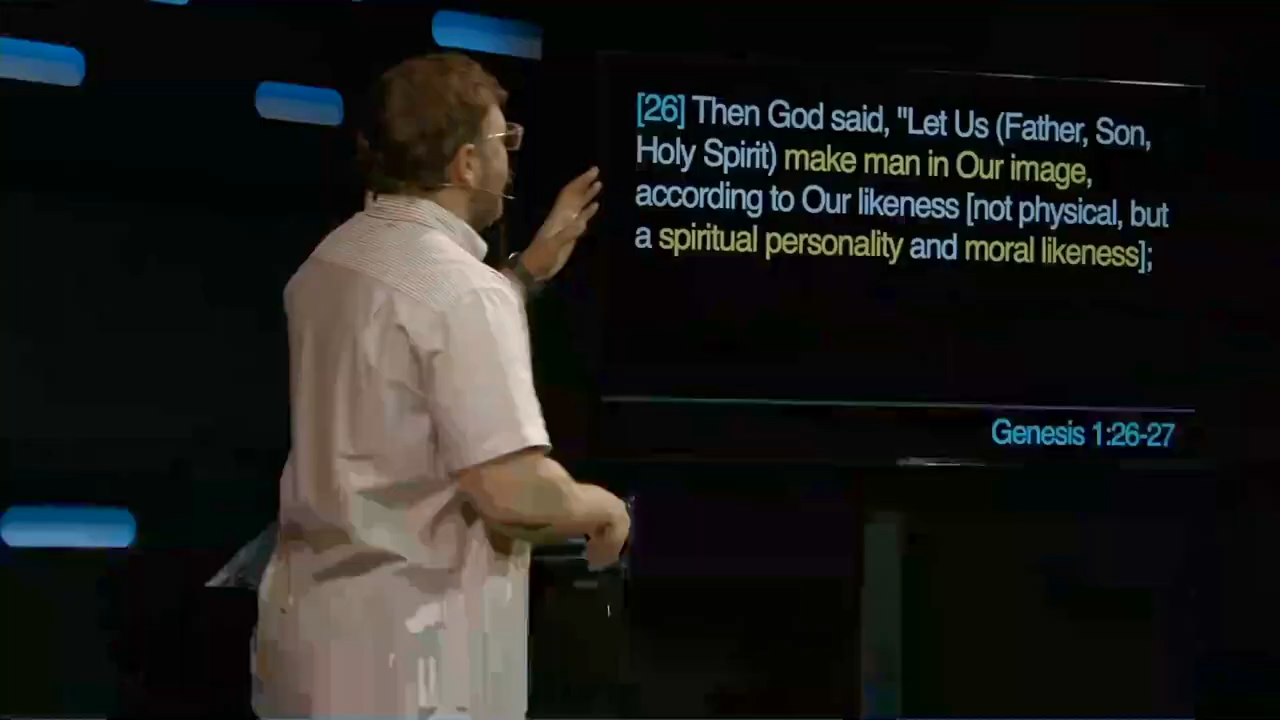 [26] Then God said, "Let Us (Father, Son,
Holy Spirit) make man in Our image,
according to Our likeness [not physical, but
a spiritual personality and moral likeness];
Genesis 1:26-27